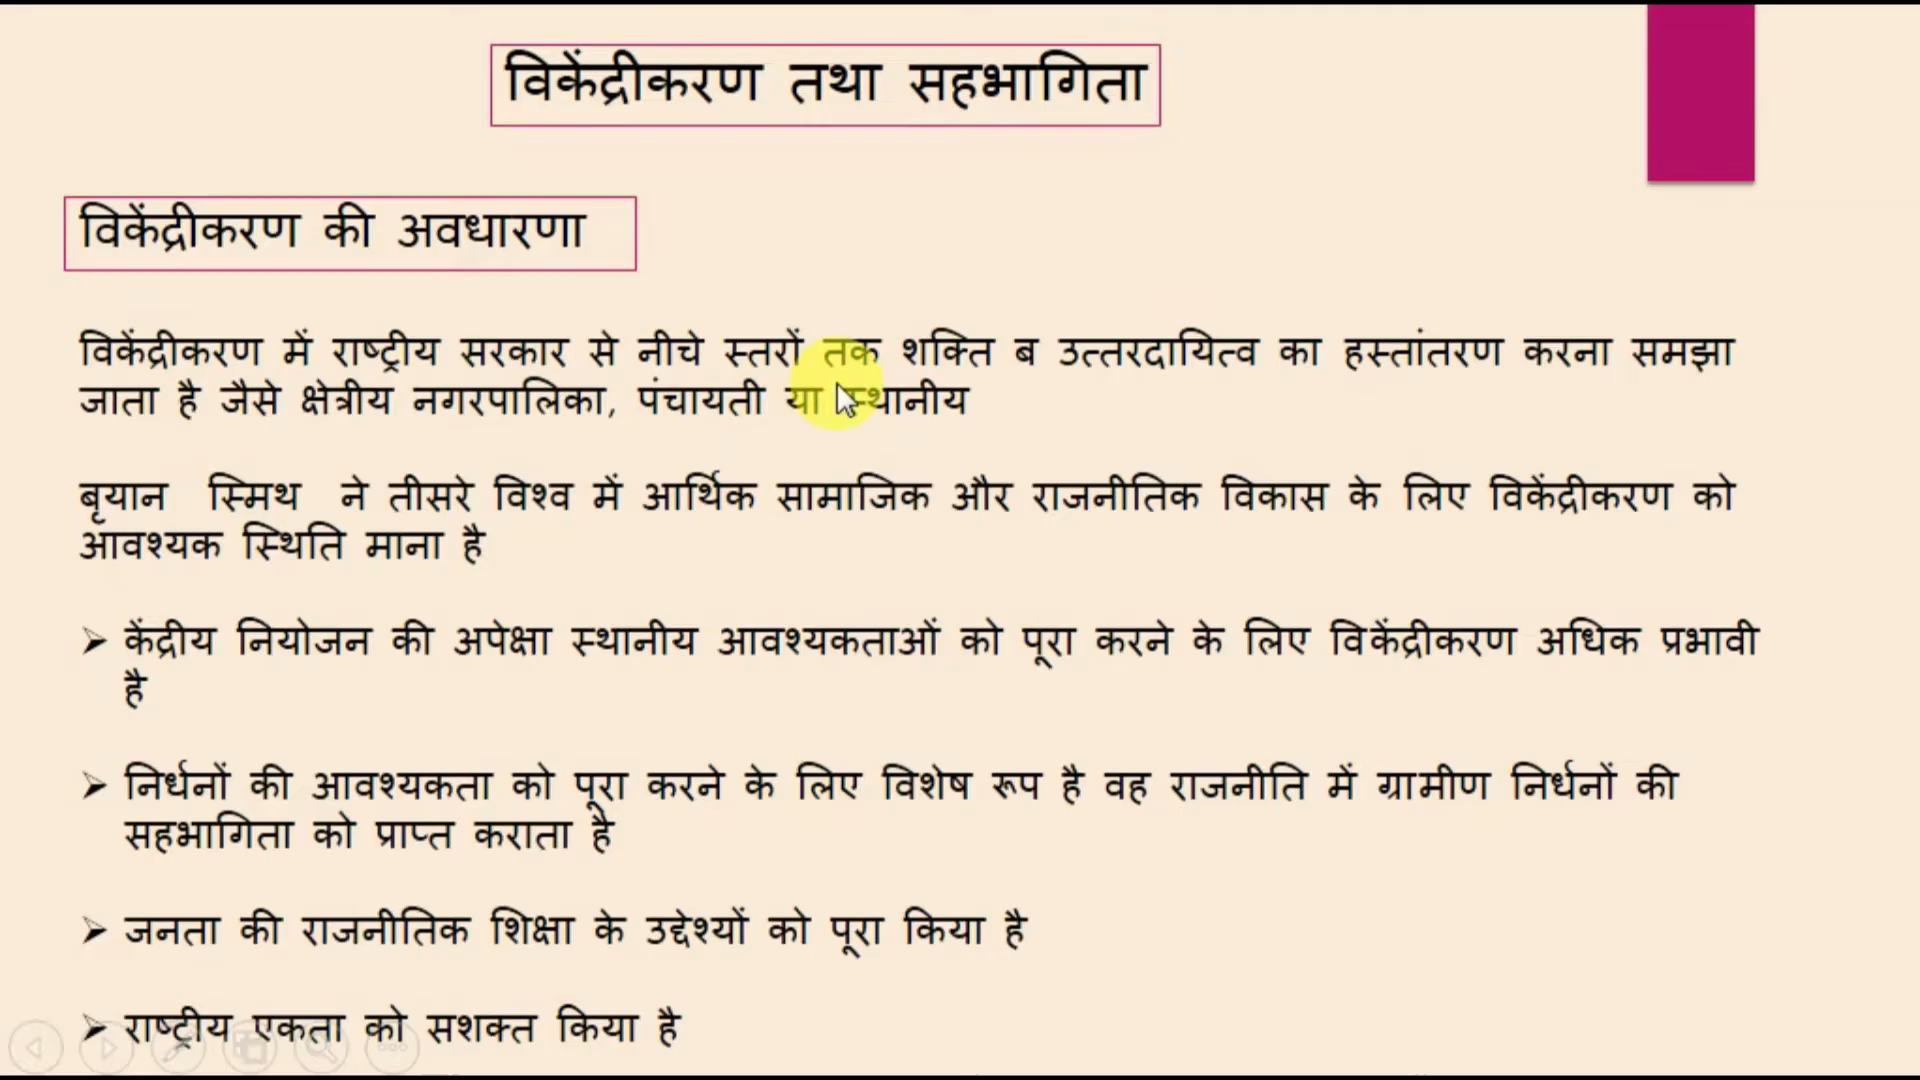 विकेंद्रीकरण तथा सहभागिता
विकेंद्रीकरण की अवधारणा
विकेंद्रीकरण में राष्ट्रीय सरकार से नीचे स्तरों तक शक्ति ब उत्तरदायित्व का हस्तांतरण करना समझा
जाता है जैसे क्षेत्रीय नगरपालिका, पंचायती या स्थानीय
बृयान स्मिथ ने तीसरे विश्व में आर्थिक सामाजिक और राजनीतिक विकास के लिए विकेंद्रीकरण को
आवश्यक स्थिति माना है
➤ केंद्रीय नियोजन की अपेक्षा स्थानीय आवश्यकताओं को पूरा करने के लिए विकेंद्रीकरण अधिक प्रभावी
है
➤ निर्धनों की आवश्यकता को पूरा करने के लिए विशेष रूप है वह राजनीति में ग्रामीण निर्धनों की
सहभागिता को प्राप्त कराता है
➤ जनता की राजनीतिक शिक्षा के उद्देश्यों को पूरा किया है
➤ राष्ट्रीय एकता को सशक्त किया है